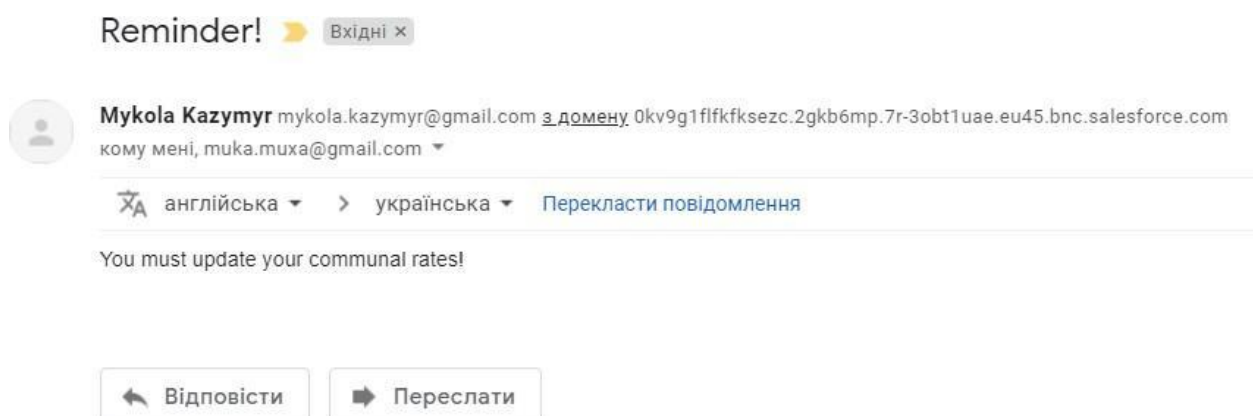 Reminder! Вхідні ×
Mykola Kazymyr mykola.kazymyr@gmail.com з домену 0kv9g1flfkfksezc.2gkb6mp.7r-3obt1uae.eu45.bnc.salesforce.com
кому мені, muka.muxa@gmail.com
англійська > українська Перекласти повідомлення
You must update your communal rates!
Відповісти Переслати